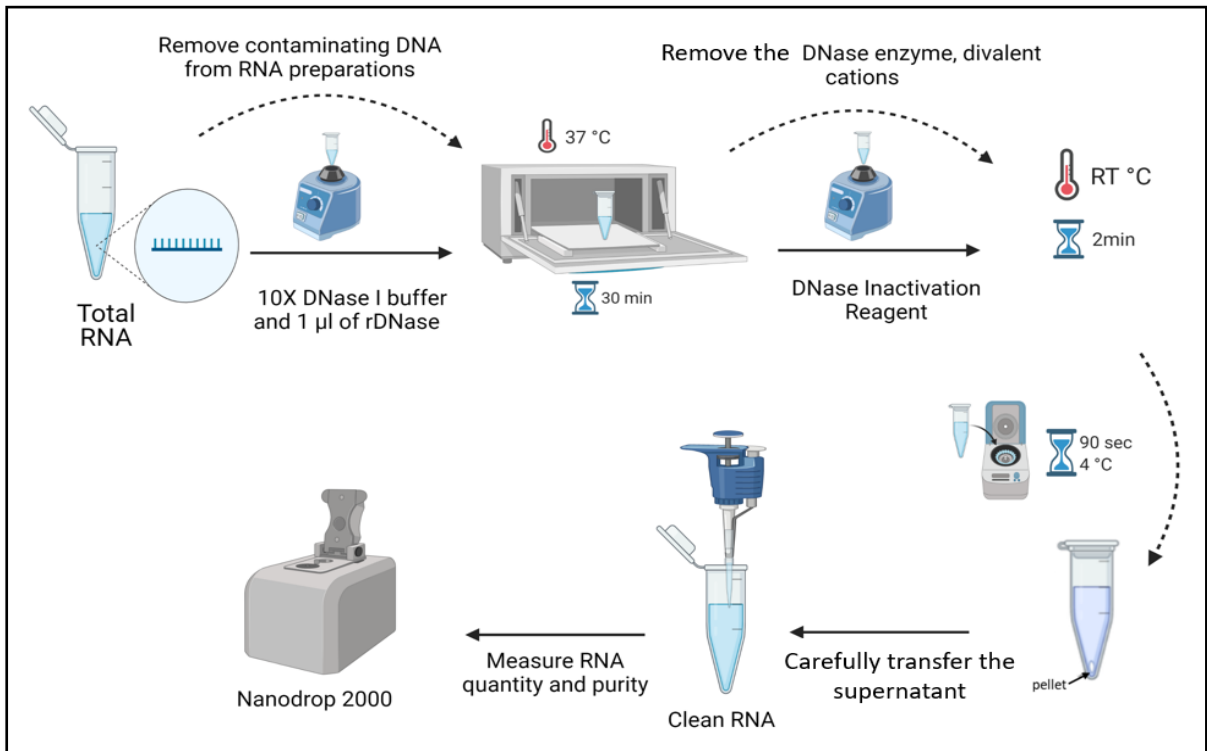 Remove contaminating DNA
from RNA preparations
Remove the DNase enzyme, divalent
cations
37 °C
RT °C
2min
30 min
Total
RNA
10X DNase I buffer
and 1 µl of rDNase
DNase Inactivation
Reagent
90 sec
4 °C
pellet
Carefully transfer the
supernatant
Clean RNA
Measure RNA
quantity and purity
Nanodrop 2000